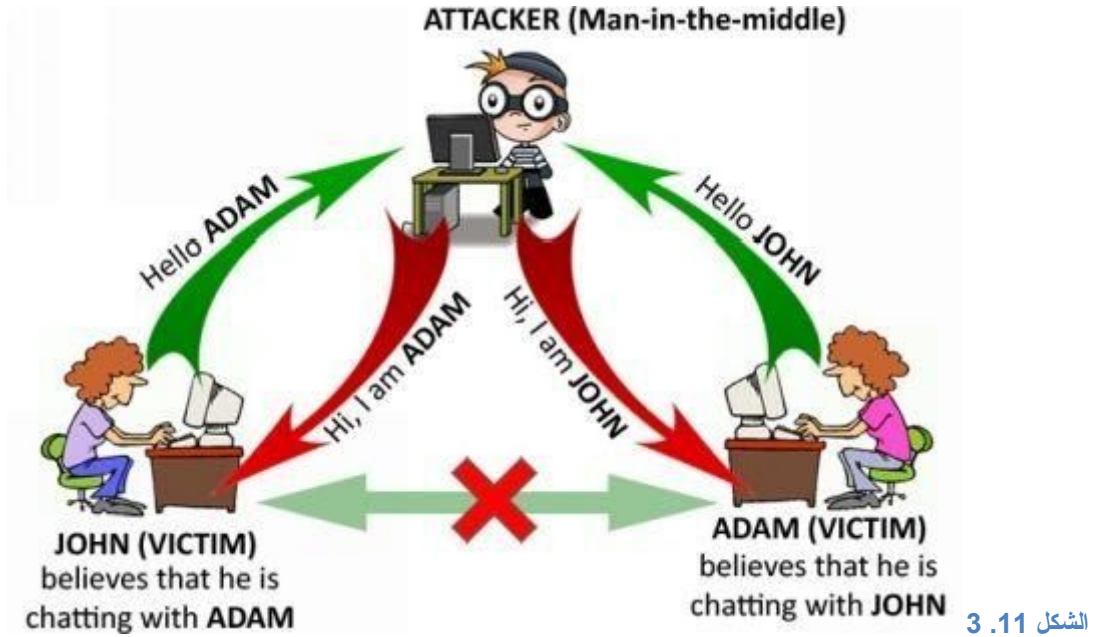 ATTACKER (Man-in-the-middle)
Hello ADAM
Hi, I am ADAM
Hi, I am JOHN
Hello JOHN
JOHN (VICTIM)
believes that he is
chatting with ADAM
ADAM (VICTIM)
believes that he is
chatting with JOHN
الشكل 11. 3